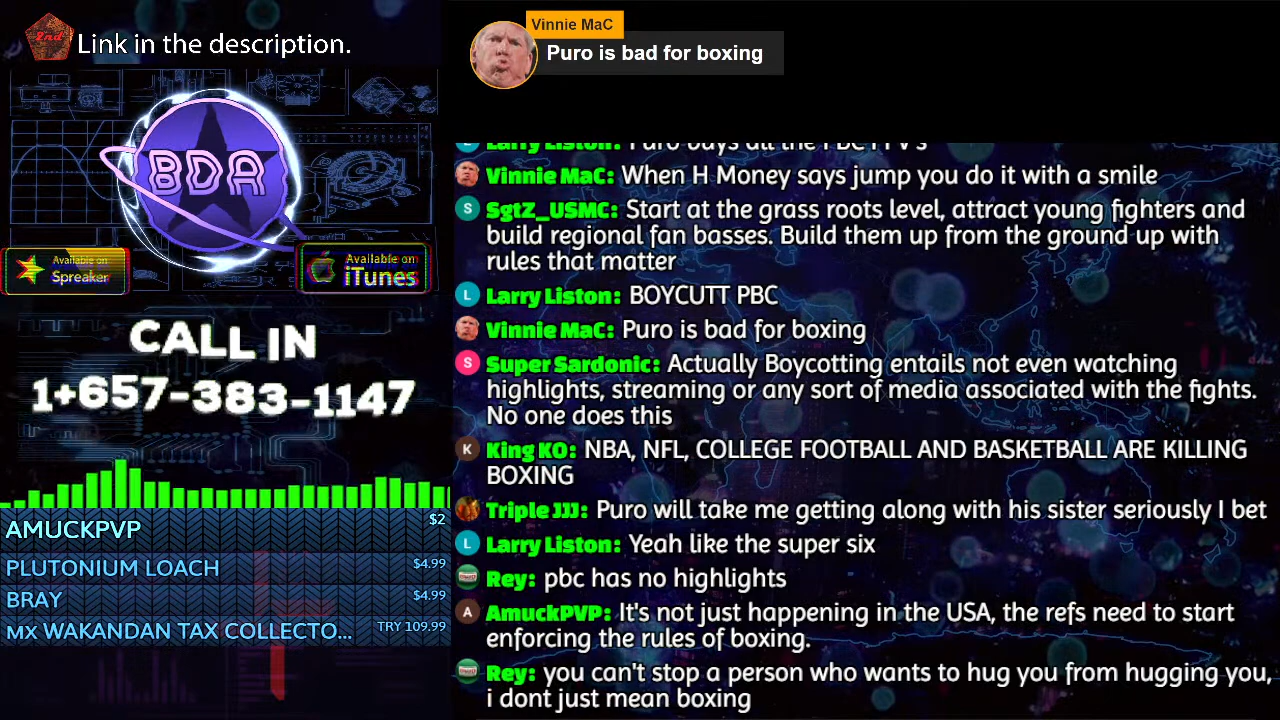 2nd
Link in the description.
BDA
Available on
Spreaker
Available on
iTunes
CALL IN
1+657-383-1147
AMUCKPVP $2
PLUTONIUM LOACH $4.99
BRAY $4.99
MX WAKANDAN TAX COLLECTO... TRY 109.99
Vinnie MaC
Puro is bad for boxing
Larry Liston: Puro buys all the PBC PPV's
Vinnie MaC: When H Money says jump you do it with a smile
S SgtZ_USMC: Start at the grass roots level, attract young fighters and
build regional fan basses. Build them up from the ground up with
rules that matter
L Larry Liston: BOYCUTT PBC
Vinnie MaC: Puro is bad for boxing
S Super Sardonic: Actually Boycotting entails not even watching
highlights, streaming or any sort of media associated with the fights.
No one does this
K King KO: NBA, NFL, COLLEGE FOOTBALL AND BASKETBALL ARE KILLING
BOXING
Triple JJJ: Puro will take me getting along with his sister seriously I bet
L Larry Liston: Yeah like the super six
Rey: pbc has no highlights
A AmuckPVP: It's not just happening in the USA, the refs need to start
enforcing the rules of boxing.
Rey: you can't stop a person who wants to hug you from hugging you,
i dont just mean boxing